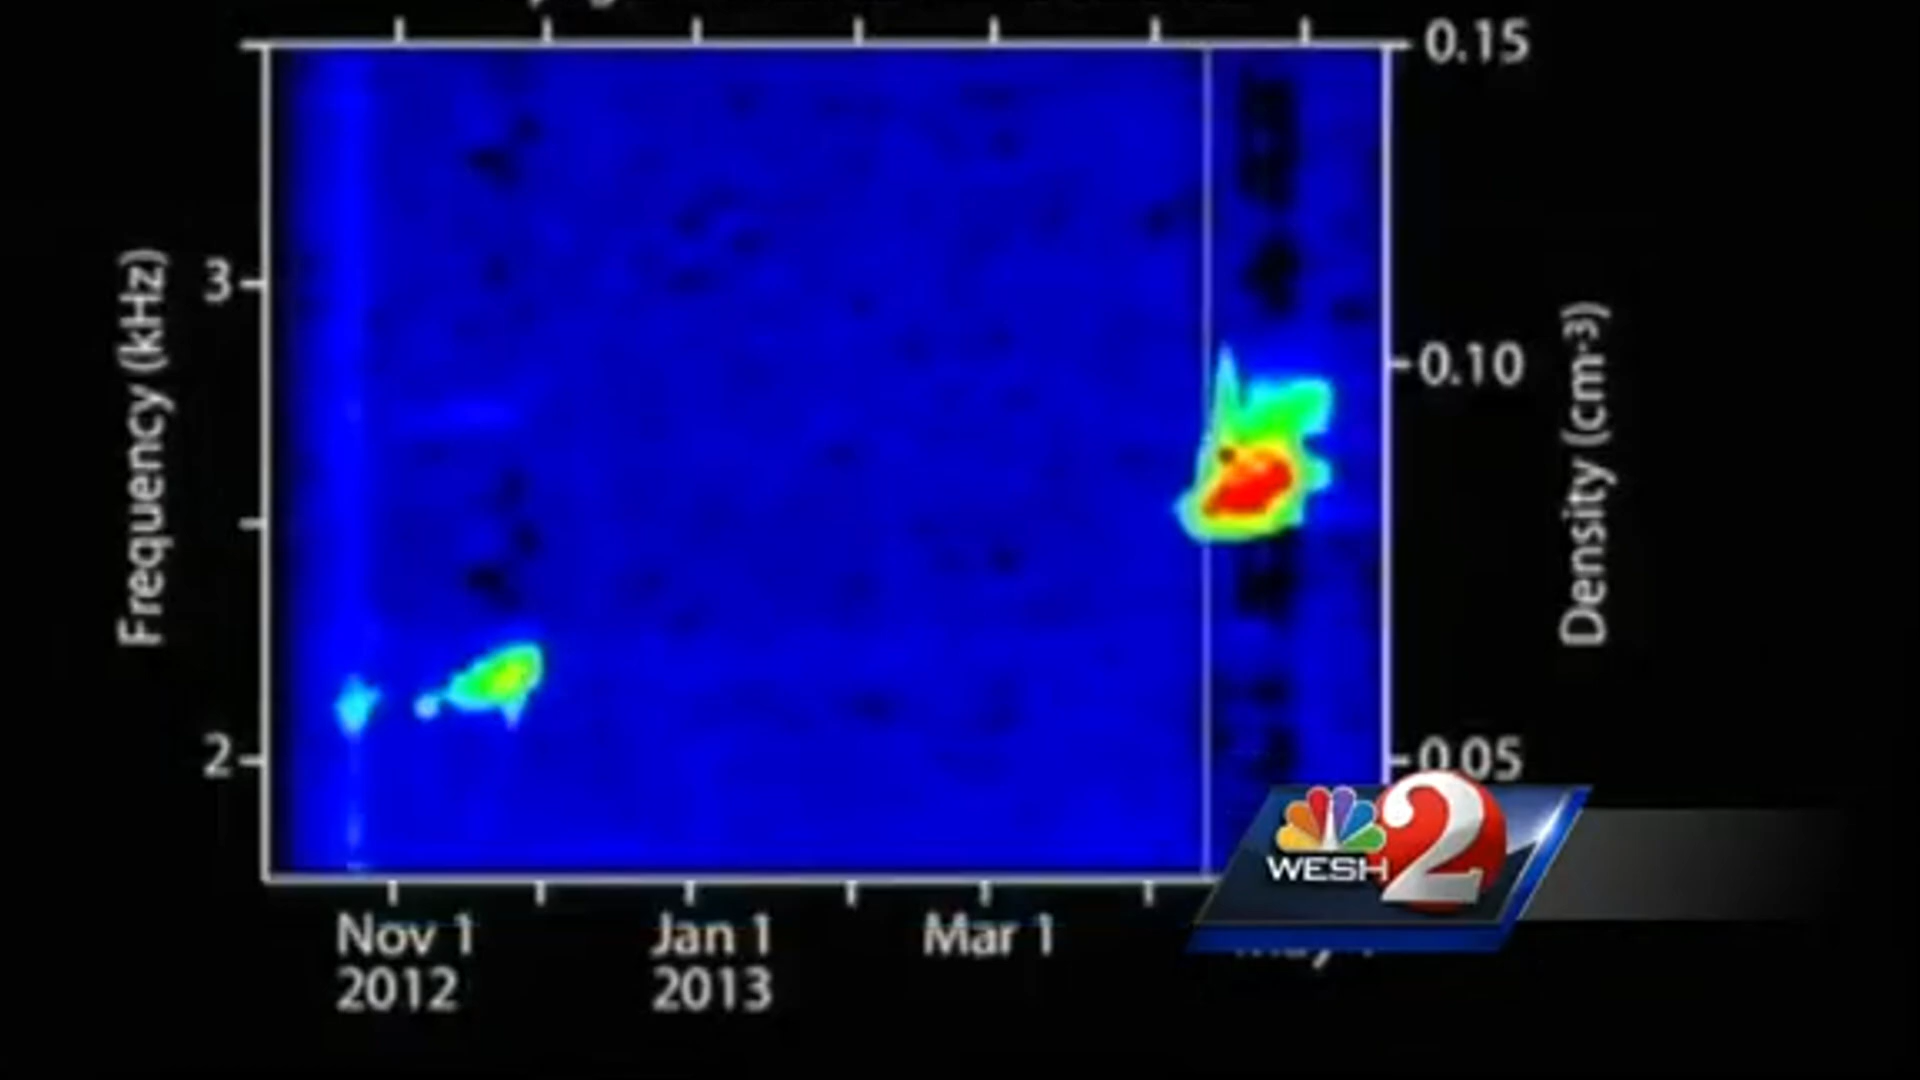 0.15
Frequency (kHz)
3
0.10
Density (cm-3)
2
0.05
WESH 2
Nov 1
2012
Jan 1
2013
Mar 1